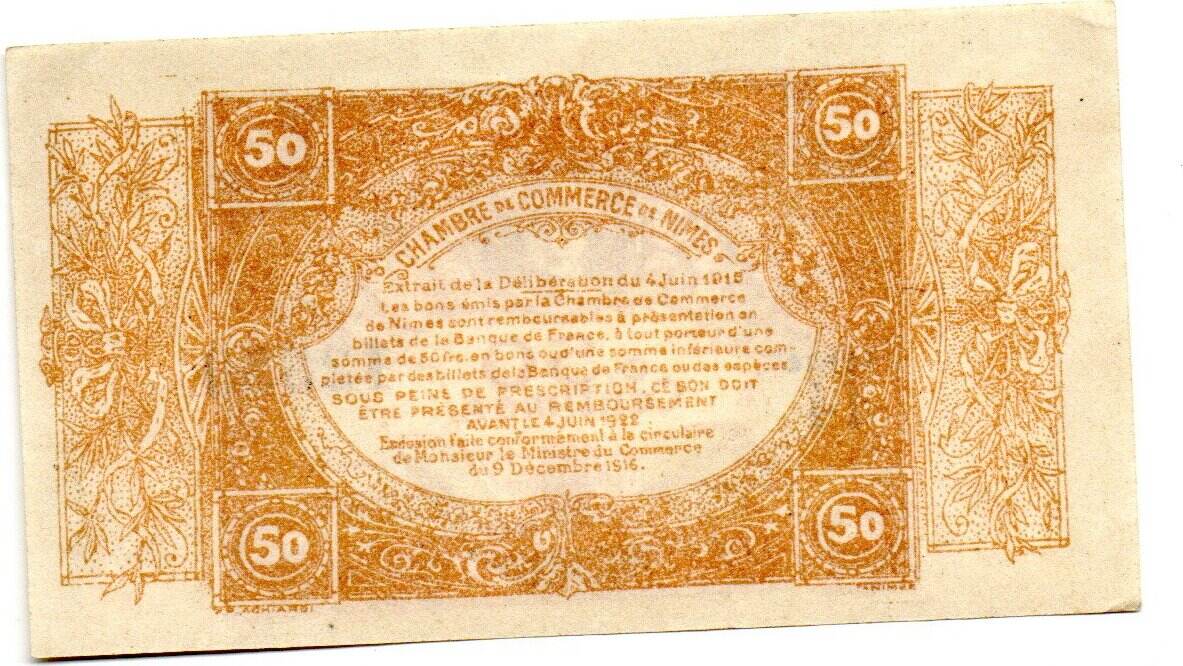 50
50
CHAMBRE DE COMMERCE DE NIMES
Extrait de la Délibération du 4 Juin 1915
Les bons émis par la Chambre de Commerce
de Nimes sont remboursables à présentation en
billets de la Banque de France, à tout porteur d'une
somme de 50 frs. en bons ou d'une somme inférieure com-
plétée par des billets de la Banque de France ou des espèces
SOUS PEINE DE PRESCRIPTION, CE BON DOIT
ÊTRE PRÉSENTÉ AU REMBOURSEMENT
AVANT LE 4 JUIN 1922
Emission faite conformément à la circulaire
de Monsieur le Ministre du Commerce
du 9 Décembre 1916.
50
50